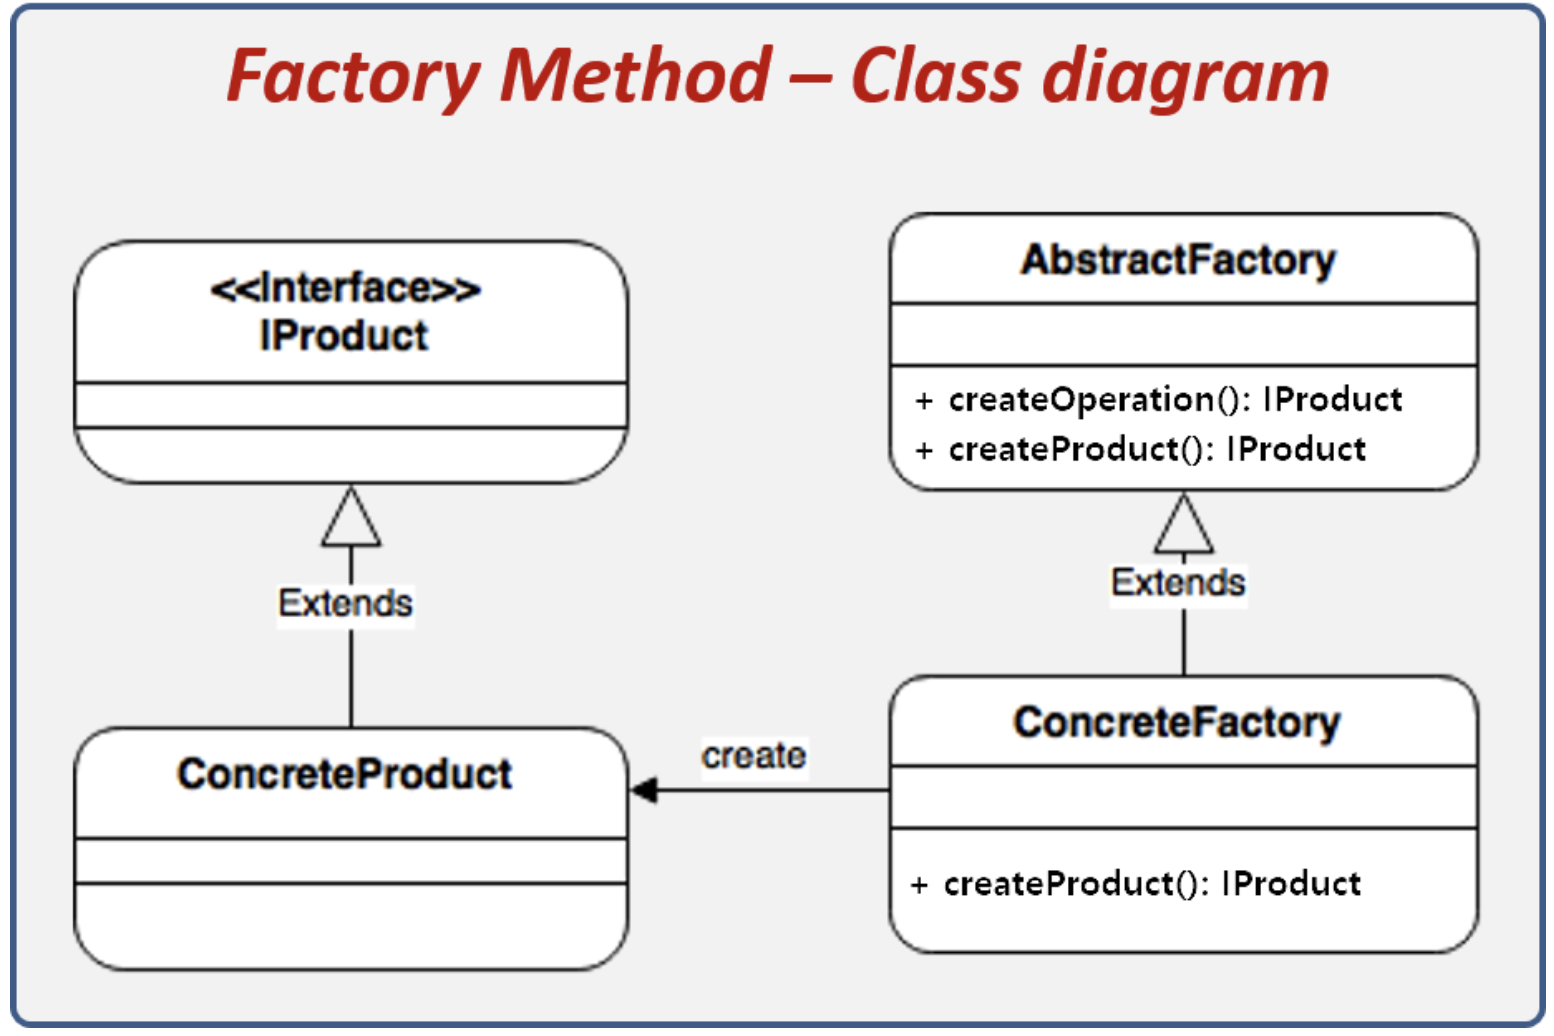 Factory Method – Class diagram
<<Interface>>
IProduct
Extends
ConcreteProduct
AbstractFactory
+ createOperation(): IProduct
+ createProduct(): IProduct
Extends
ConcreteFactory
+ createProduct(): IProduct
create